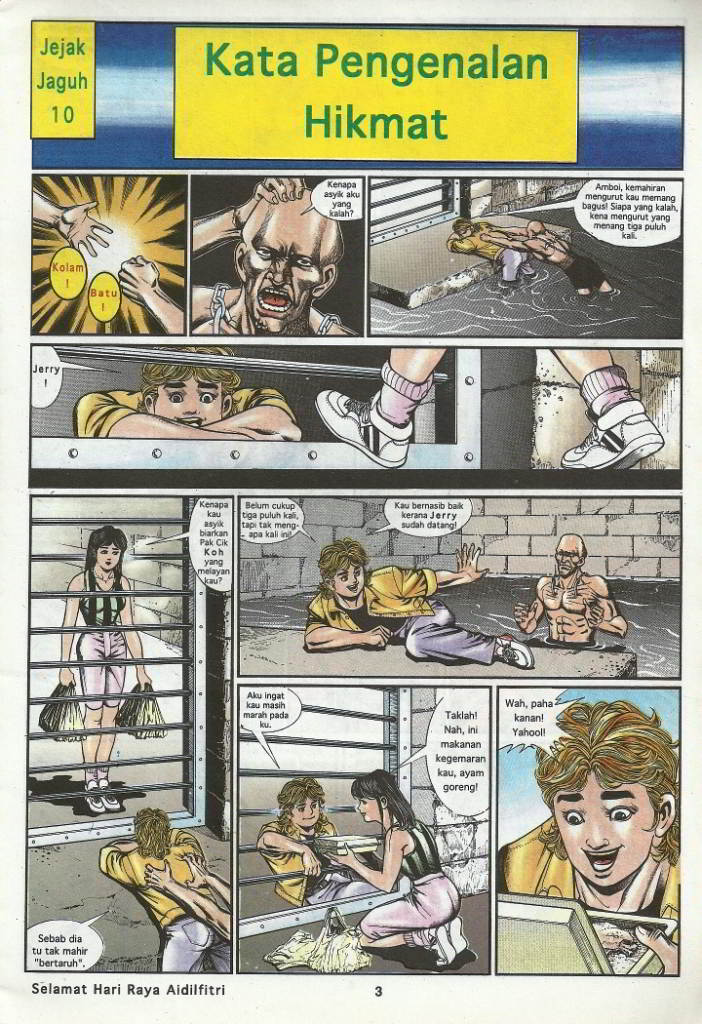 Jejak
Jaguh
10
Kata Pengenalan
Hikmat
Kolam
!
Batu
!
Kenapa
asyik aku
yang
kalah?
Amboi, kemahiran
mengurut kau memang
bagus! Siapa yang kalah,
kena mengurut yang
menang tiga puluh
kali.
Jerry
!
Kenapa
kau
asyik
biarkan
Pak Cik
Koh
yang
melayan
kau?
Sebab dia
tu tak mahir
"bertaruh".
Belum cukup
tiga puluh kali,
tapi tak meng-
apa kali ini!
Kau bernasib baik
kerana Jerry
sudah datang!
Aku ingat
kau masih
marah pada
ku.
Taklah!
Nah, ini
makanan
kegemaran
kau, ayam
goreng!
Wah, paha
kanan!
Yahool!
Selamat Hari Raya Aidilfitri
3